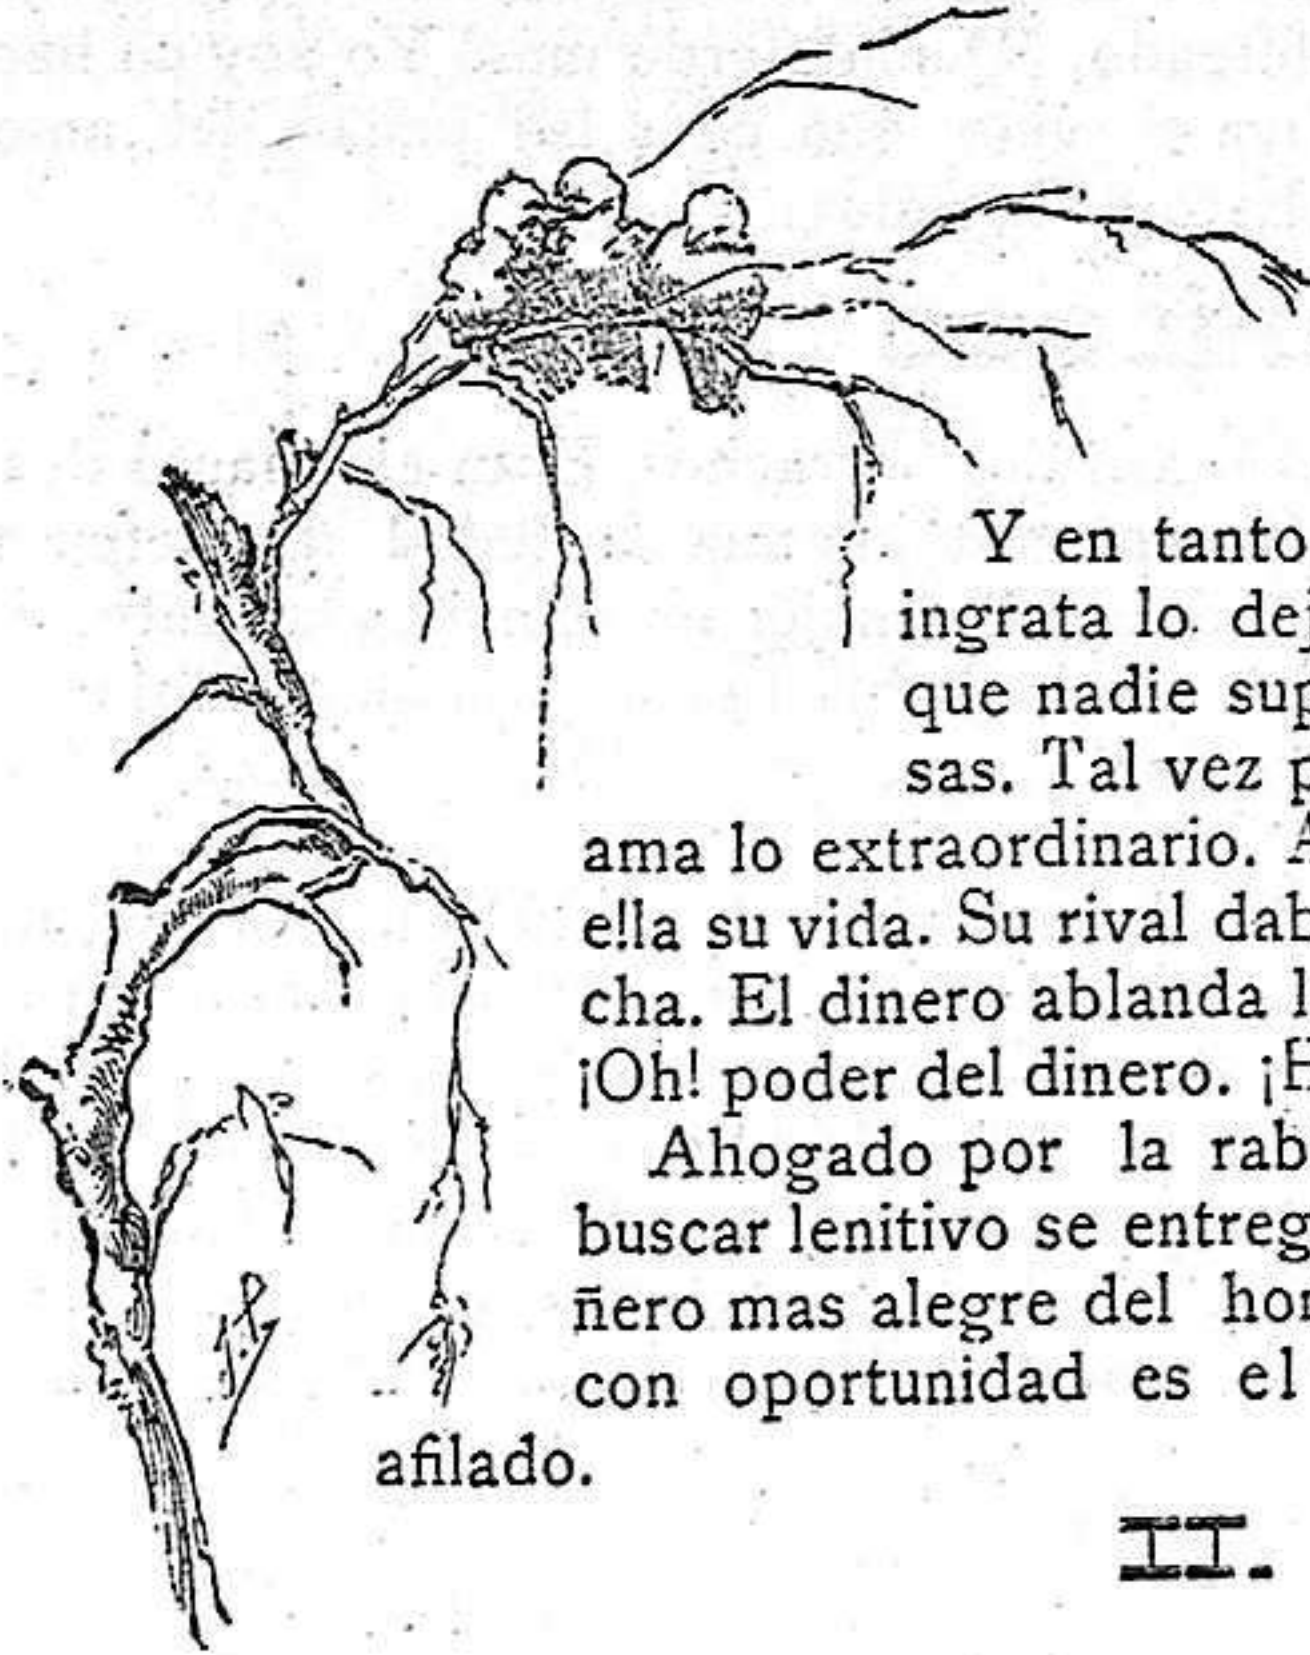 Y en tanto
ingrata lo dej
que nadie sup
sas. Tal vez p
ama lo extraordinario. A
ella su vida. Su rival dab
cha. El dinero ablanda l
¡Oh! poder del dinero. ¡H
Ahogado por la rab
buscar lenitivo se entreg
ñero mas alegre del hor
con oportunidad es el
afilado.
II.